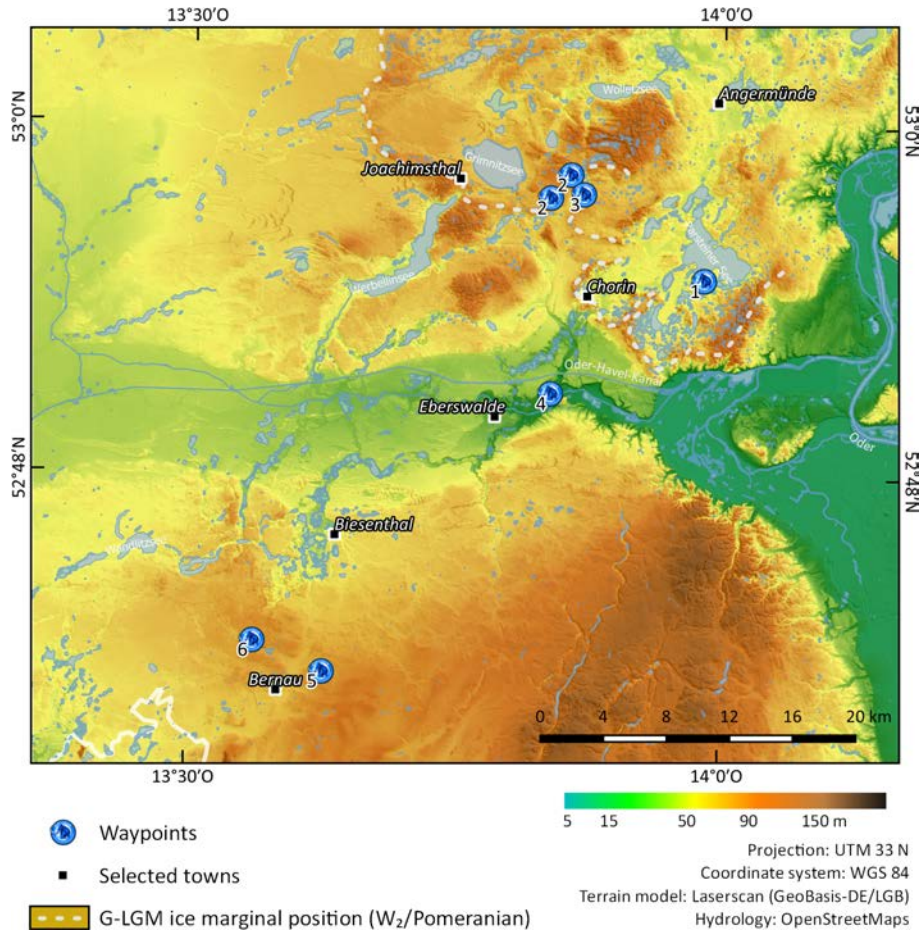 13°30'O 14°0'O
Wolletzsee
Angermünde
53°0'N 53°0'N
Grimnitzsee
Joachimsthal
2
2 3
Parsteiner See
Werbellinsee
Chorin
1
Oder-Havel-Kanal
Eberswalde
4
Oder
52°48'N 52°48'N
Biesenthal
Wandlitzsee
6
Bernau 5
0 4 8 12 16 20 km
13°30'O 14°0'O
Waypoints
5 15 50 90 150 m
Selected towns
Projection: UTM 33 N
Coordinate system: WGS 84
Terrain model: Laserscan (GeoBasis-DE/LGB)
G-LGM ice marginal position (W₂/Pomeranian)
Hydrology: OpenStreetMaps